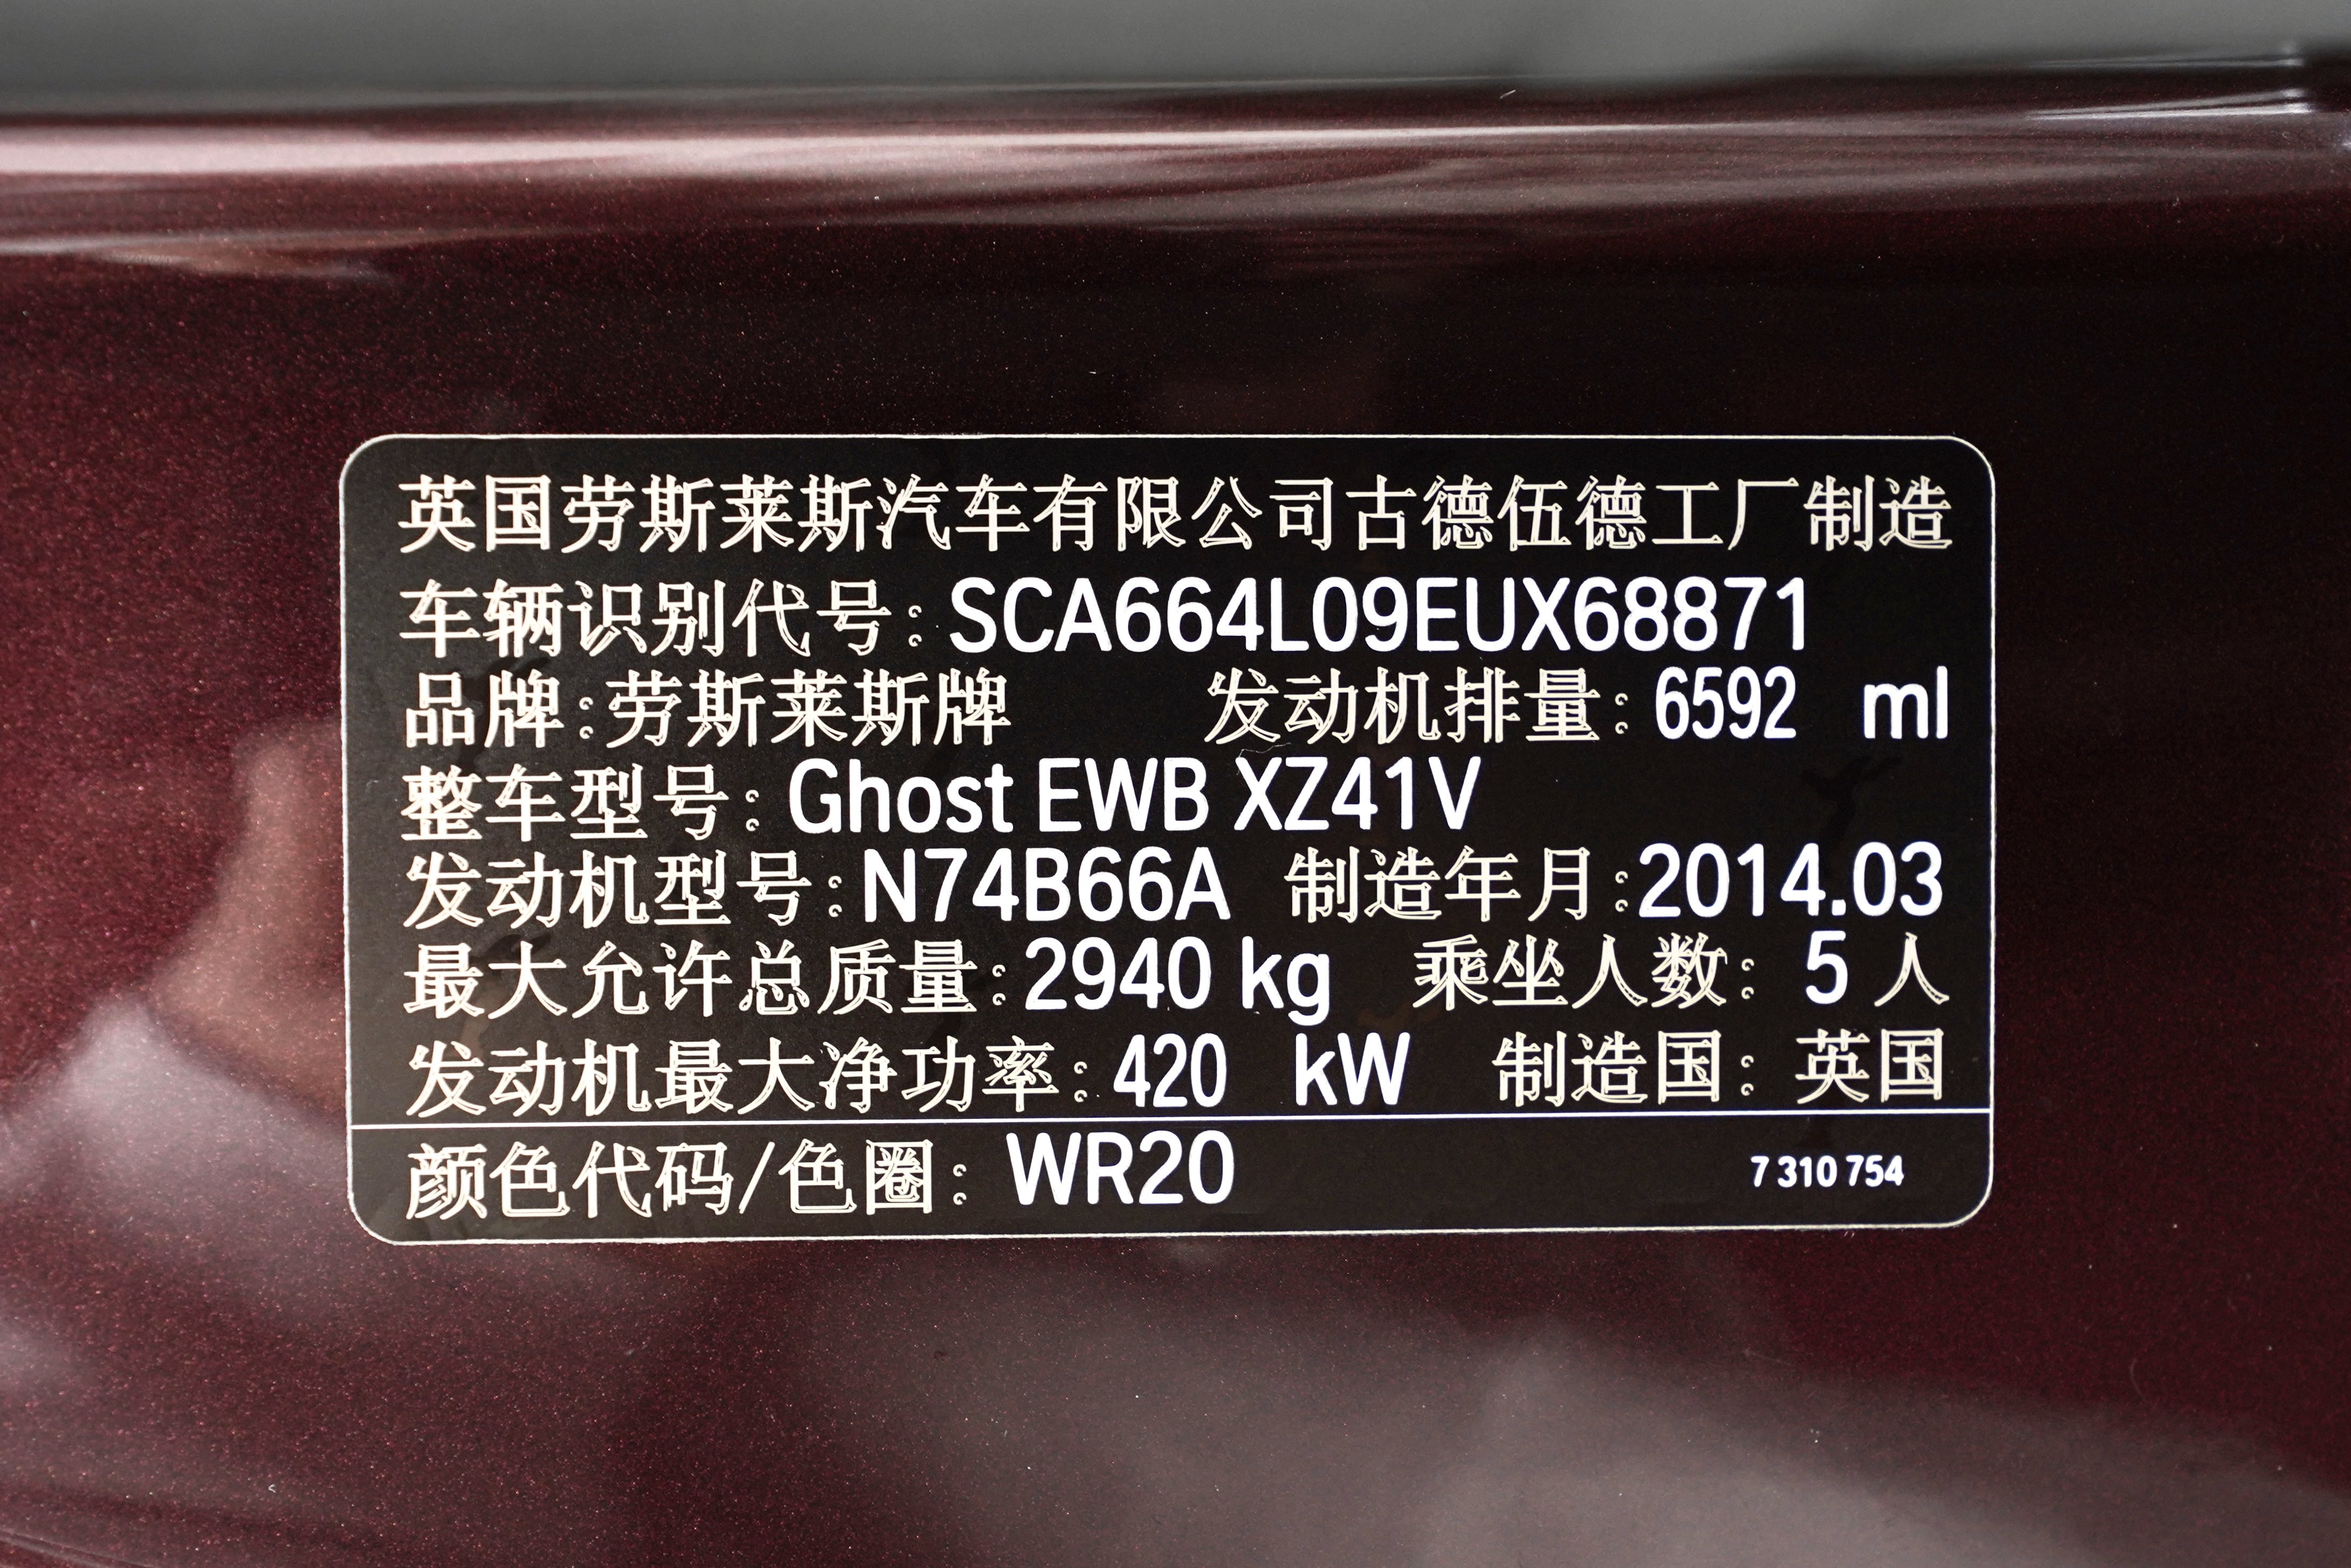 英国劳斯莱斯汽车有限公司古德伍德工厂制造
车辆识别代号：SCA664L09EUX68871
品牌：劳斯莱斯牌 发动机排量：6592 ml
整车型号：Ghost EWB XZ41V
发动机型号：N74B66A 制造年月：2014.03
最大允许总质量：2940 kg 乘坐人数：5 人
发动机最大净功率：420 kW 制造国：英国
颜色代码/色圈：WR20 7 310 754